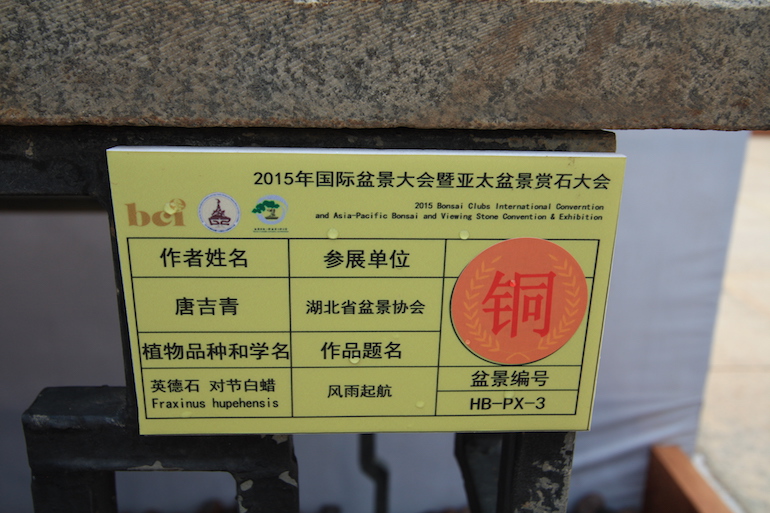 2015年国际盆景大会暨亚太盆景赏石大会
bci
2015 Bonsai Clubs International Converntion
and Asia-Pacific Bonsai and Viewing Stone Convention & Exhibition
作者姓名
参展单位
唐吉青
湖北省盆景协会
铜
植物品种和学名
作品题名
英德石 对节白蜡
Fraxinus hupehensis
风雨起航
盆景编号
HB-PX-3